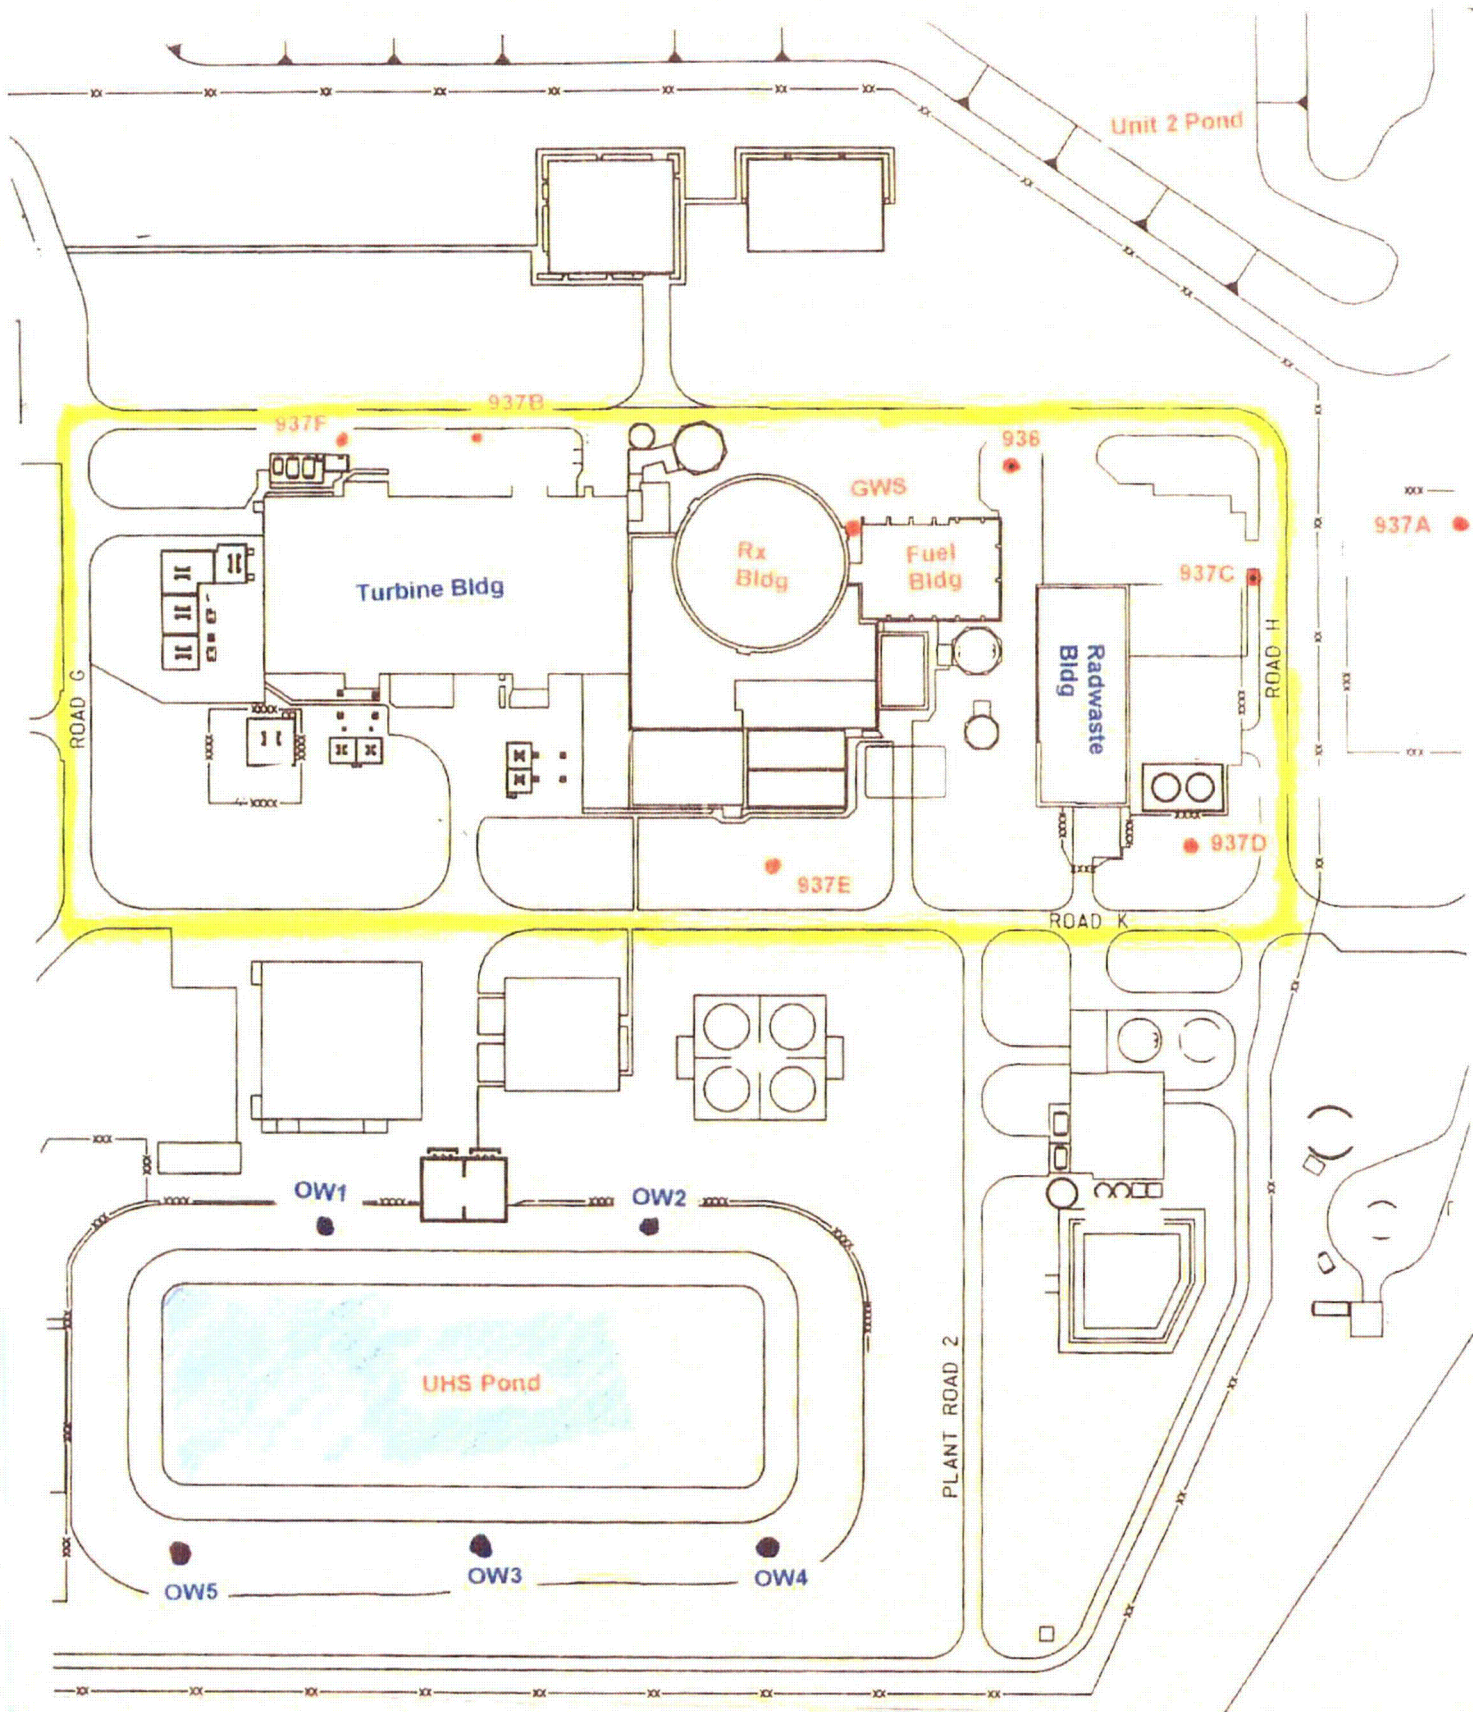 Unit 2 Pond
937B
937F
936
GWS
937A
Rx
Bldg
Fuel
Bldg
937C
Turbine Bldg
Radwaste
Bldg
ROAD H
ROAD G
937D
937E
ROAD K
OW1
OW2
UHS Pond
PLANT ROAD 2
OW5
OW3
OW4